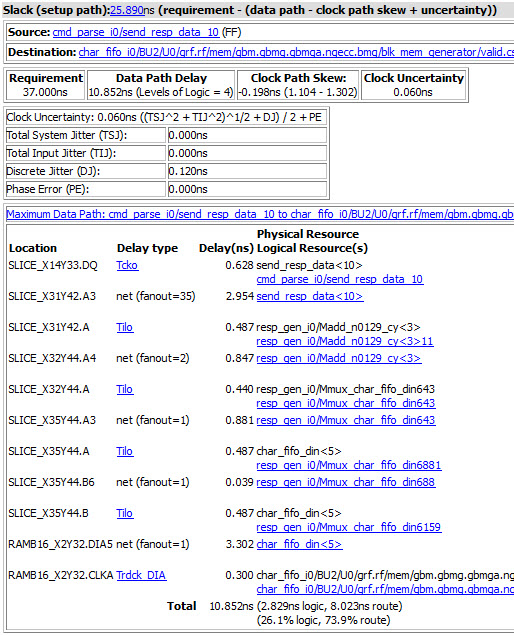 Slack (setup path):25.890ns (requirement - (data path - clock path skew + uncertainty))
Source: cmd_parse_i0/send_resp_data_10 (FF)
Destination: char_fifo_i0/BU2/U0/grf.rf/mem/gbm.gbmg.gbmga.ngecc.bmg/blk_mem_generator/valid.cs
Requirement Data Path Delay Clock Path Skew: Clock Uncertainty
37.000ns 10.852ns (Levels of Logic = 4) -0.198ns (1.104 - 1.302) 0.060ns
Clock Uncertainty: 0.060ns ((TSJ^2 + TIJ^2)^1/2 + DJ) / 2 + PE
Total System Jitter (TSJ): 0.000ns
Total Input Jitter (TIJ): 0.000ns
Discrete Jitter (DJ): 0.120ns
Phase Error (PE): 0.000ns
Maximum Data Path: cmd_parse_i0/send_resp_data_10 to char_fifo_i0/BU2/U0/grf.rf/mem/gbm.gbmg.gb
Physical Resource
Location Delay type Delay(ns) Logical Resource(s)
SLICE_X14Y33.DQ Tcko 0.628 send_resp_data<10>
cmd_parse_i0/send_resp_data_10
SLICE_X31Y42.A3 net (fanout=35) 2.954 send_resp_data<10>
SLICE_X31Y42.A Tilo 0.487 resp_gen_i0/Madd_n0129_cy<3>
resp_gen_i0/Madd_n0129_cy<3>11
SLICE_X32Y44.A4 net (fanout=2) 0.847 resp_gen_i0/Madd_n0129_cy<3>
SLICE_X32Y44.A Tilo 0.440 resp_gen_i0/Mmux_char_fifo_din643
resp_gen_i0/Mmux_char_fifo_din643
SLICE_X35Y44.A3 net (fanout=1) 0.881 resp_gen_i0/Mmux_char_fifo_din643
SLICE_X35Y44.A Tilo 0.487 char_fifo_din<5>
resp_gen_i0/Mmux_char_fifo_din6881
SLICE_X35Y44.B6 net (fanout=1) 0.039 resp_gen_i0/Mmux_char_fifo_din688
SLICE_X35Y44.B Tilo 0.487 char_fifo_din<5>
resp_gen_i0/Mmux_char_fifo_din6159
RAMB16_X2Y32.DIA5 net (fanout=1) 3.302 char_fifo_din<5>
RAMB16_X2Y32.CLKA Trdck_DIA 0.300 char_fifo_i0/BU2/U0/grf.rf/mem/gbm.gbmg.gbmga.ng
char_fifo_i0/BU2/U0/grf.rf/mem/gbm.gbmg.gbmga.nc
Total 10.852ns (2.829ns logic, 8.023ns route)
(26.1% logic, 73.9% route)